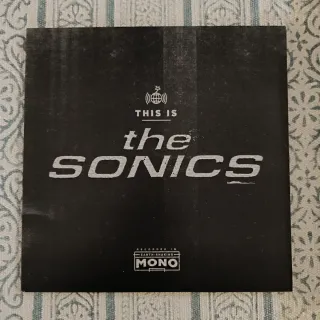 THIS IS
the
SONICS
RECORDED IN
EARTH SHAKING
MONO